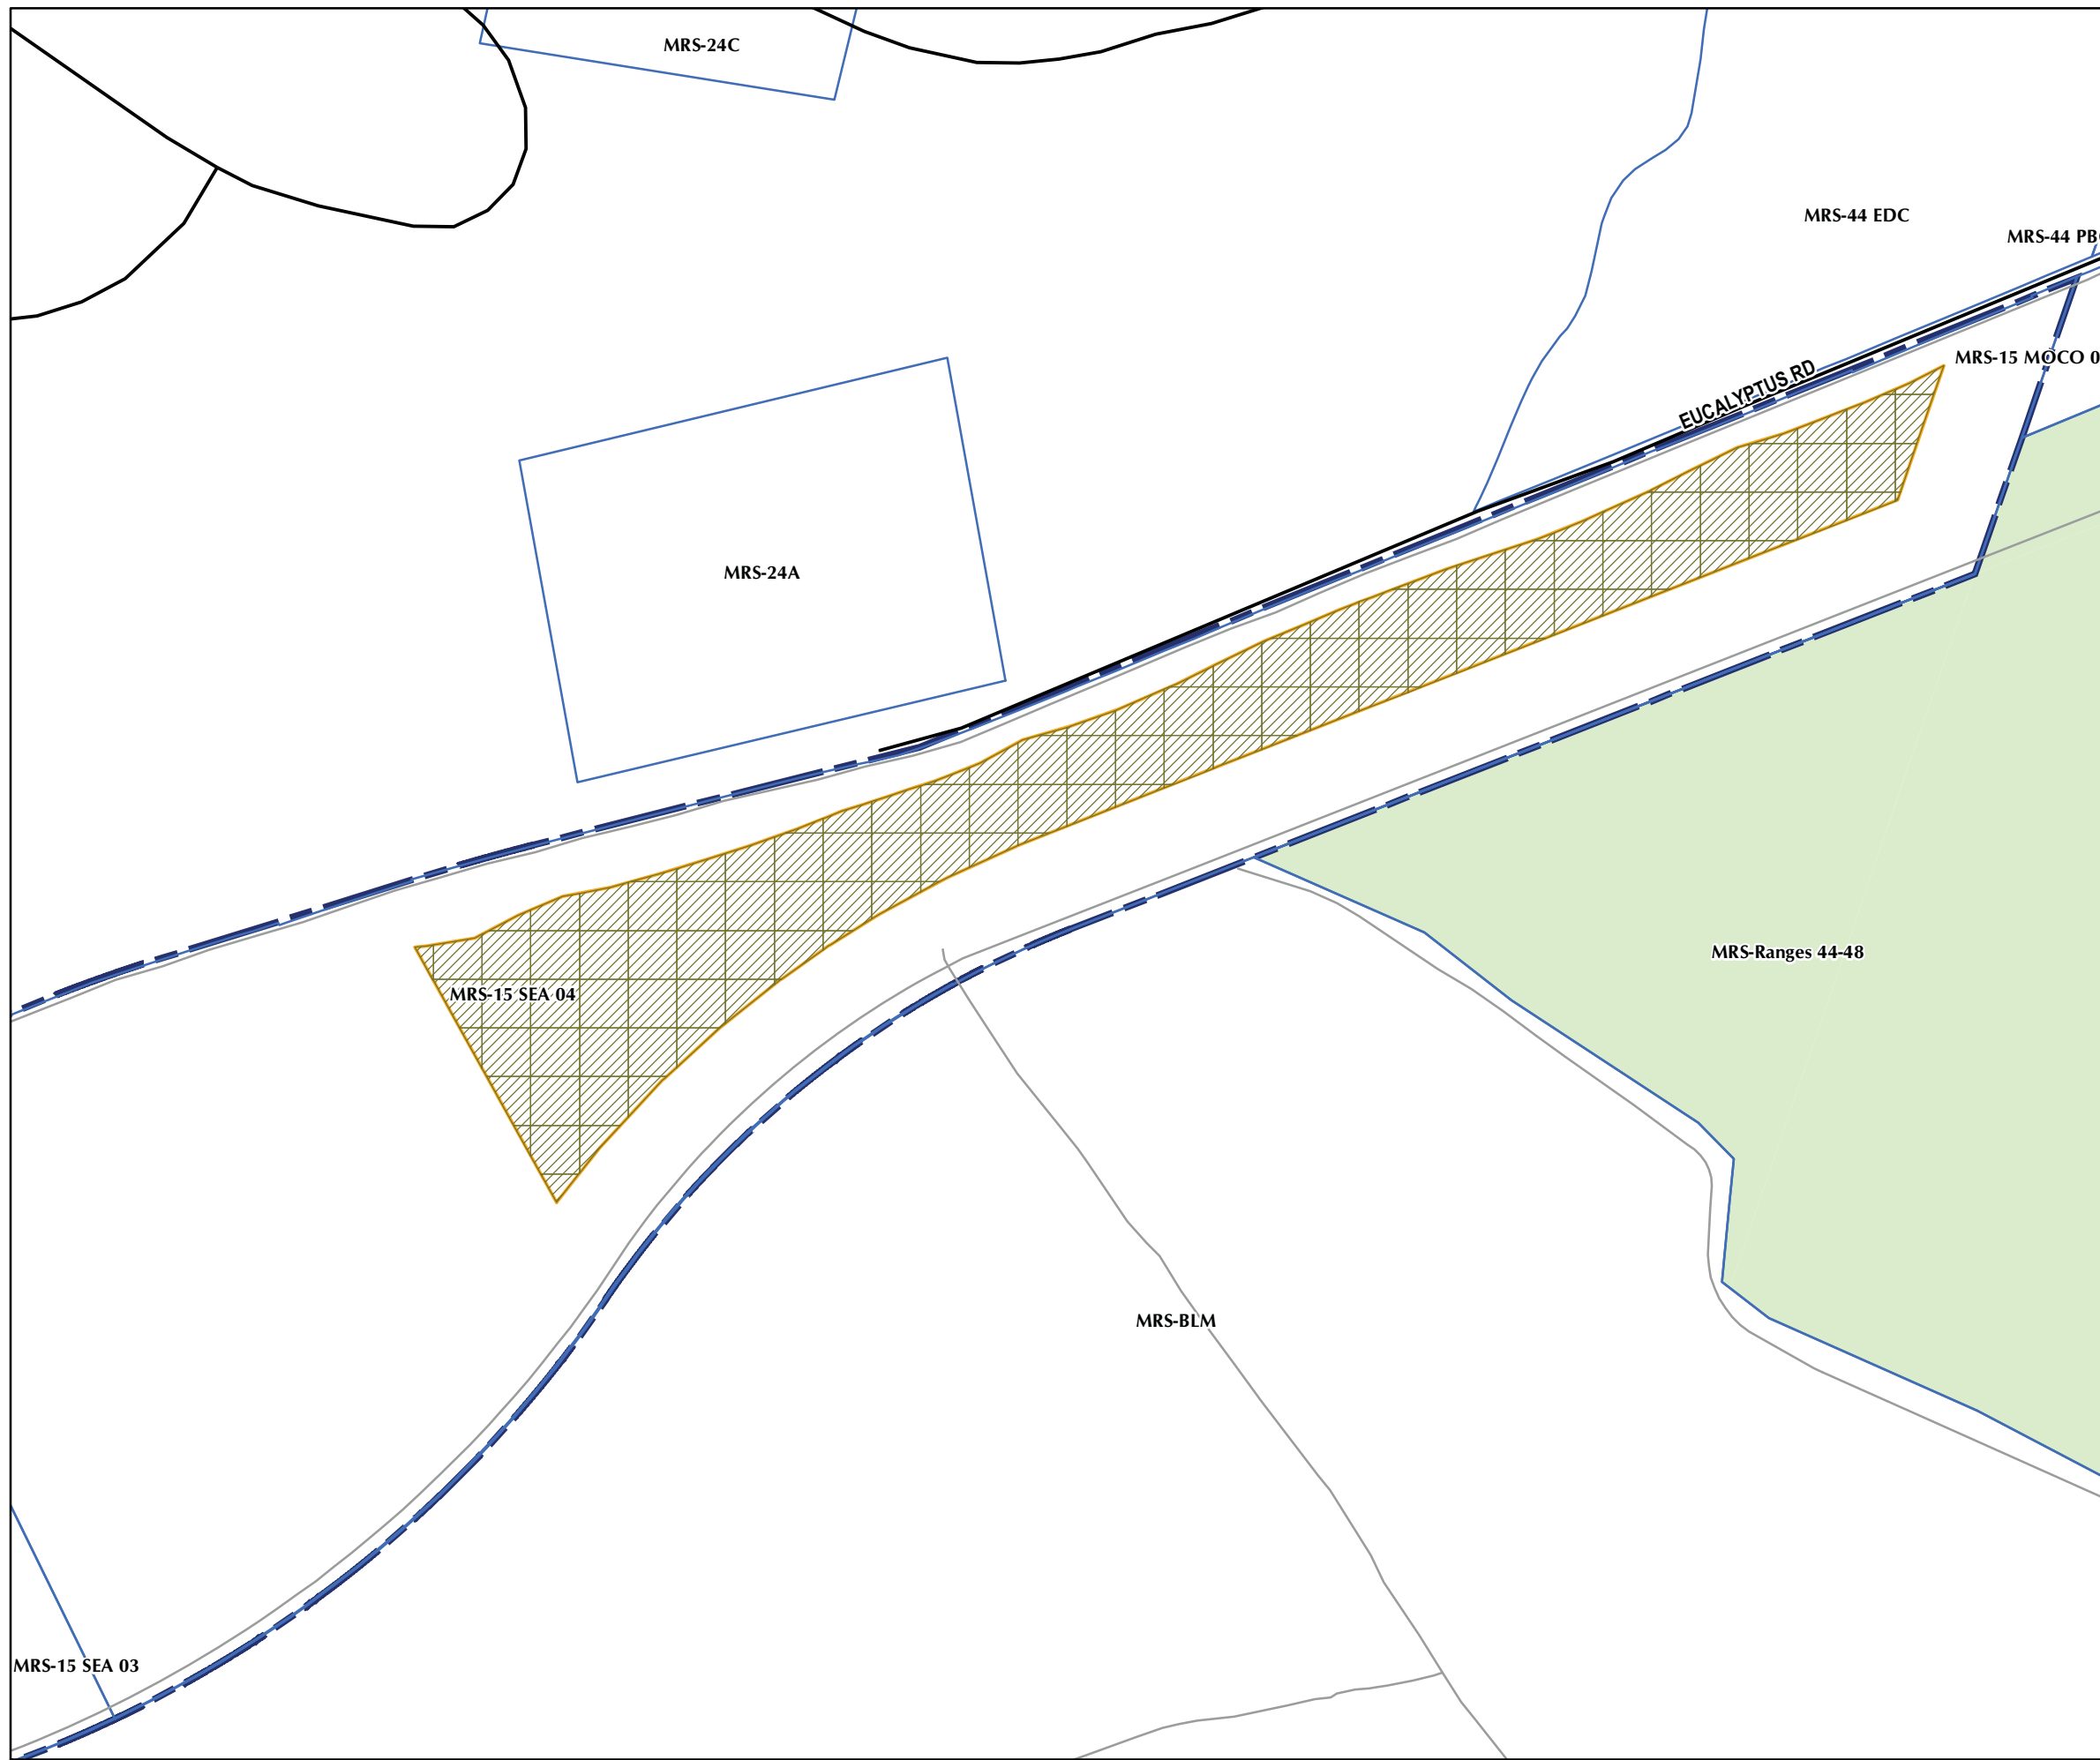 MRS-24C
MRS-44 EDC
MRS-44 PB
MRS-15 MOCO 0
EUCALYPTUS RD
MRS-24A
MRS-Ranges 44-48
MRS-15 SEA 04
MRS-BLM
MRS-15 SEA 03